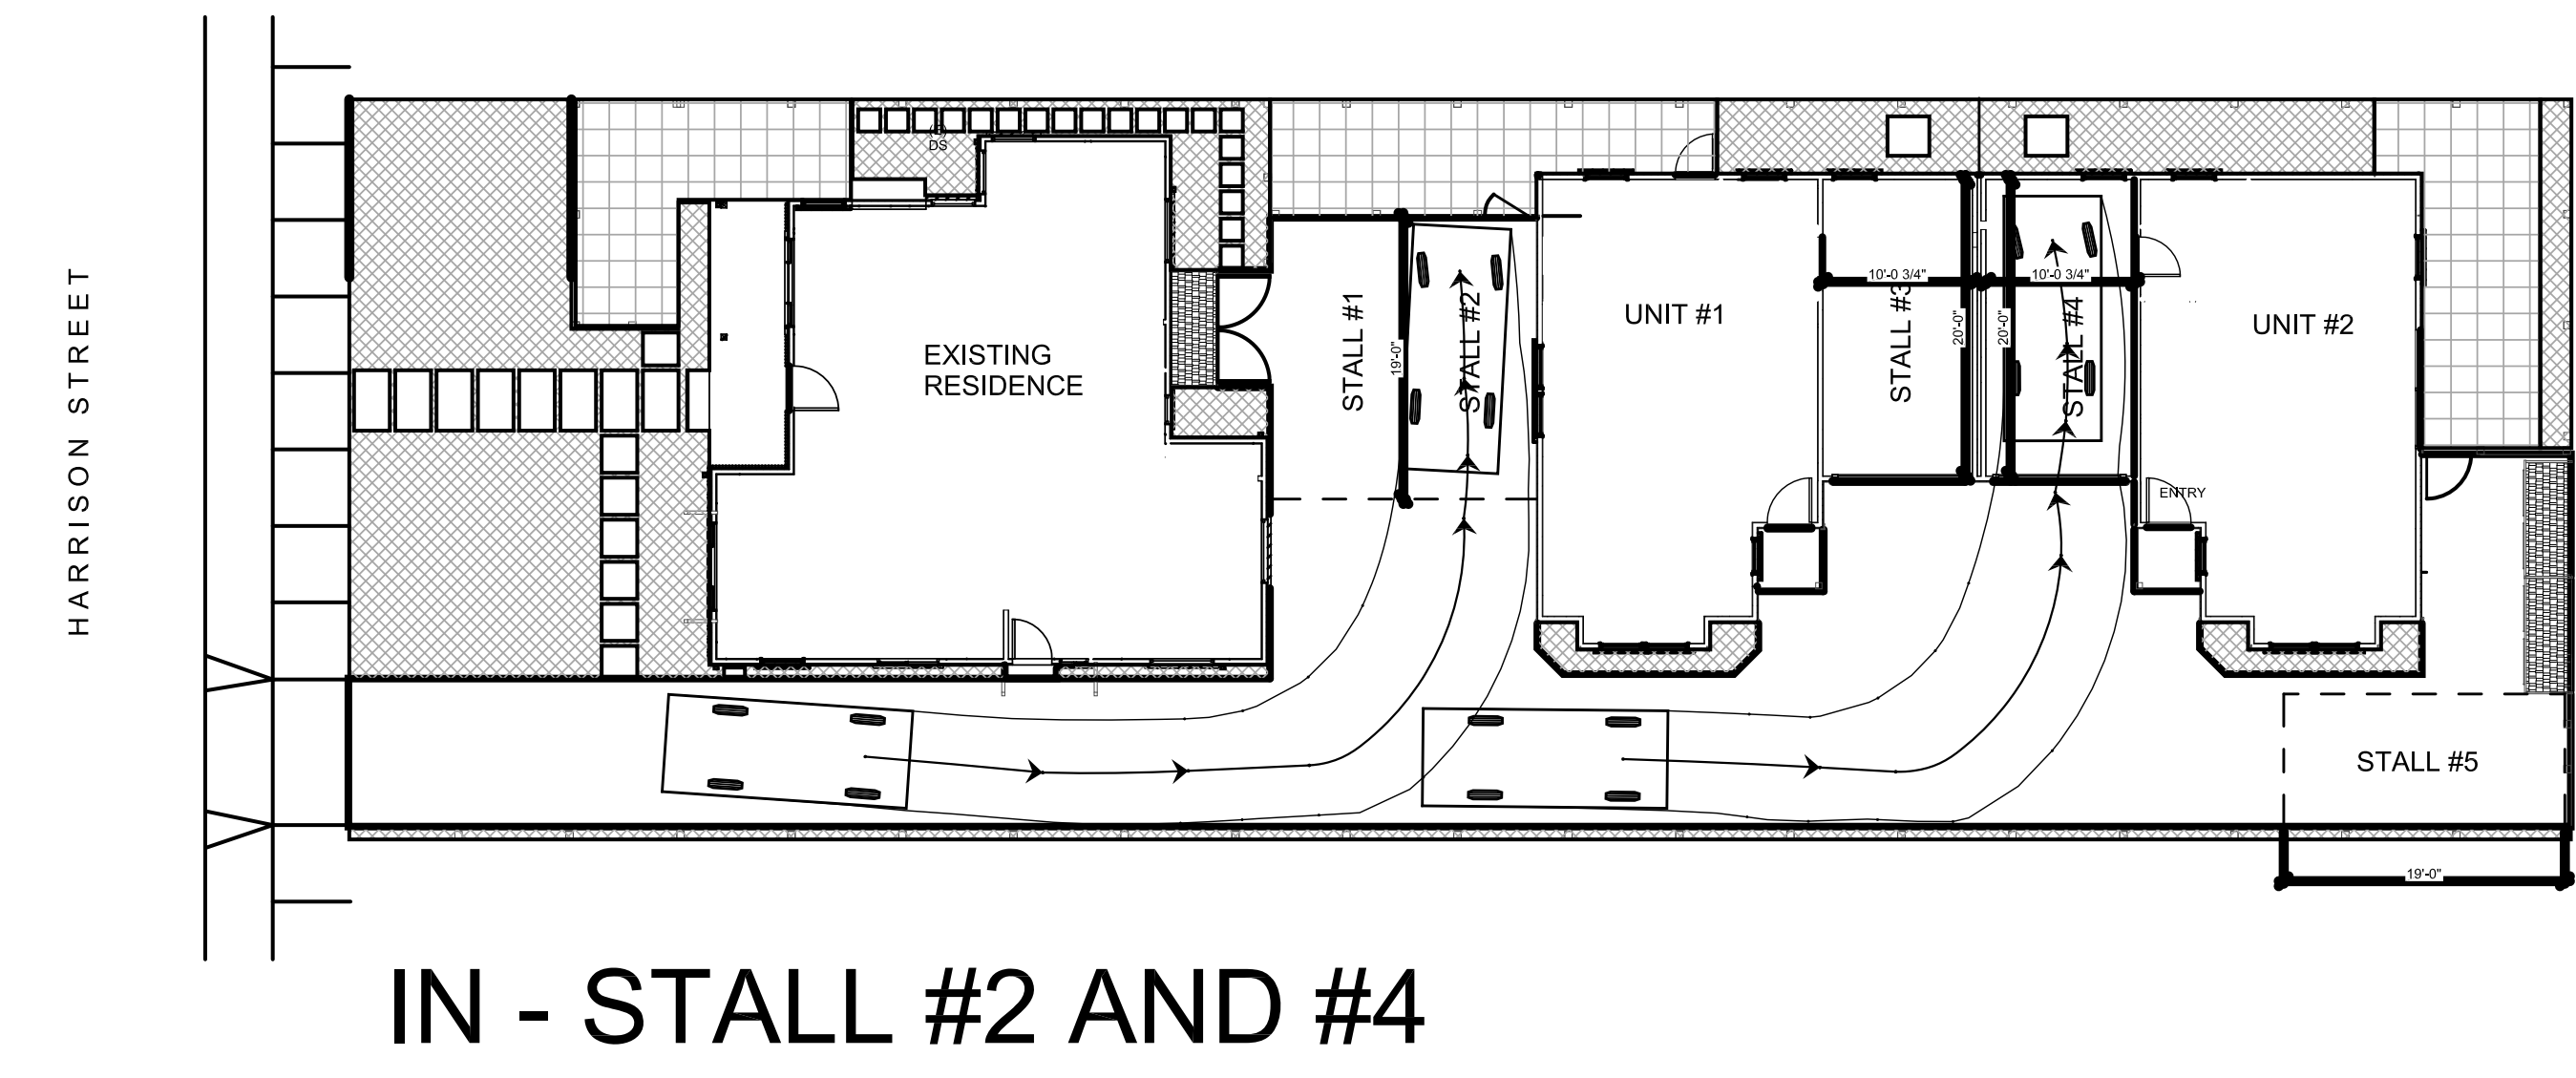 HARRISON STREET
DS
EXISTING
RESIDENCE
STALL #1
19'-0"
STALL #2
UNIT #1
10'-0 3/4"
STALL #3
20'-0"
20'-0"
10'-0 3/4"
STALL #4
ENTRY
UNIT #2
STALL #5
19'-0"
IN - STALL #2 AND #4